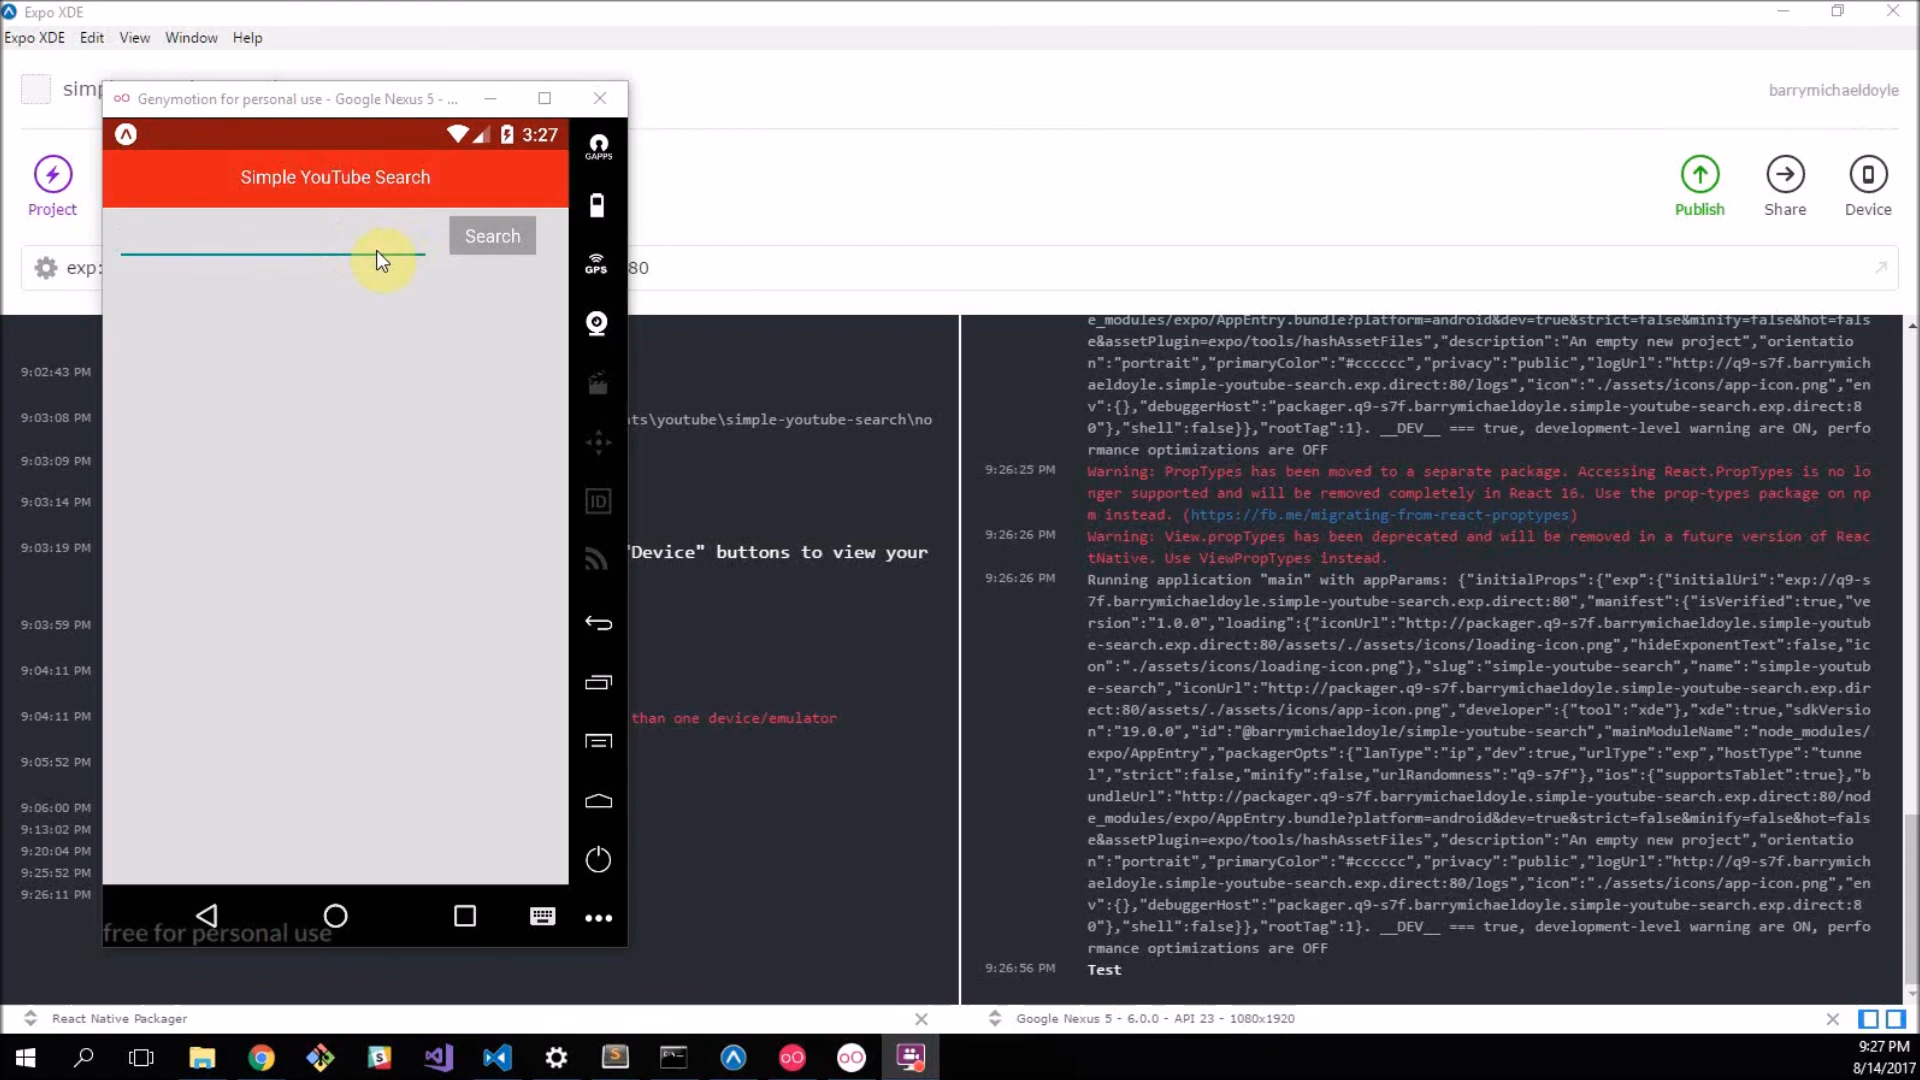 Expo XDE
Expo XDE Edit View Window Help
simp
Genymotion for personal use - Google Nexus 5 - ...
barrymichaeldoyle
3:27
GAPPS
Simple YouTube Search
Project
Publish
Share
Device
Search
GPS
exp:
80
e_modules/expo/AppEntry.bundle?platform=android&dev=true&strict=false&minify=false&hot=fals
e&assetPlugin=expo/tools/hashAssetFiles","description":"An empty new project","orientatio
n":"portrait","primaryColor":"#cccccc","privacy":"public","logUrl":"http://q9-s7f.barrymich
aeldoyle.simple-youtube-search.exp.direct:80/logs","icon":"./assets/icons/app-icon.png","en
v":{},"debuggerHost":"packager.q9-s7f.barrymichaeldoyle.simple-youtube-search.exp.direct:8
0"},"shell":false}},"rootTag":1}. __DEV__ === true, development-level warning are ON, perfo
rmance optimizations are OFF
9:26:25 PM Warning: PropTypes has been moved to a separate package. Accessing React.PropTypes is no lo
nger supported and will be removed completely in React 16. Use the prop-types package on np
m instead. (https://fb.me/migrating-from-react-proptypes)
9:26:26 PM Warning: View.propTypes has been deprecated and will be removed in a future version of Reac
tNative. Use ViewPropTypes instead.
9:26:26 PM Running application "main" with appParams: {"initialProps":{"exp":{"initialUri":"exp://q9-s
7f.barrymichaeldoyle.simple-youtube-search.exp.direct:80","manifest":{"isVerified":true,"ve
rsion":"1.0.0","loading":{"iconUrl":"http://packager.q9-s7f.barrymichaeldoyle.simple-youtub
e-search.exp.direct:80/assets/./assets/icons/loading-icon.png","hideExponentText":false,"ic
on":"./assets/icons/loading-icon.png"},"slug":"simple-youtube-search","name":"simple-youtub
e-search","iconUrl":"http://packager.q9-s7f.barrymichaeldoyle.simple-youtube-search.exp.dir
ect:80/assets/./assets/icons/app-icon.png","developer":{"tool":"xde"},"xde":true,"sdkVersio
n":"19.0.0","id":"@barrymichaeldoyle/simple-youtube-search","mainModuleName":"node_modules/
expo/AppEntry","packagerOpts":{"lanType":"ip","dev":true,"urlType":"exp","hostType":"tunne
l","strict":false,"minify":false,"urlRandomness":"q9-s7f"},"ios":{"supportsTablet":true},"b
undleUrl":"http://packager.q9-s7f.barrymichaeldoyle.simple-youtube-search.exp.direct:80/nod
e_modules/expo/AppEntry.bundle?platform=android&dev=true&strict=false&minify=false&hot=fals
e&assetPlugin=expo/tools/hashAssetFiles","description":"An empty new project","orientatio
n":"portrait","primaryColor":"#cccccc","privacy":"public","logUrl":"http://q9-s7f.barrymich
aeldoyle.simple-youtube-search.exp.direct:80/logs","icon":"./assets/icons/app-icon.png","en
v":{},"debuggerHost":"packager.q9-s7f.barrymichaeldoyle.simple-youtube-search.exp.direct:8
0"},"shell":false}},"rootTag":1}. __DEV__ === true, development-level warning are ON, perfo
rmance optimizations are OFF
9:26:56 PM Test
9:02:43 PM
9:03:08 PM
ts\youtube\simple-youtube-search\no
9:03:09 PM
9:03:14 PM
ID
9:03:19 PM
"Device" buttons to view your
9:03:59 PM
9:04:11 PM
9:04:11 PM
than one device/emulator
9:05:52 PM
9:06:00 PM
9:13:02 PM
9:20:04 PM
9:25:52 PM
9:26:11 PM
free for personal use
React Native Packager
Google Nexus 5 - 6.0.0 - API 23 - 1080x1920
9:27 PM
8/14/2017